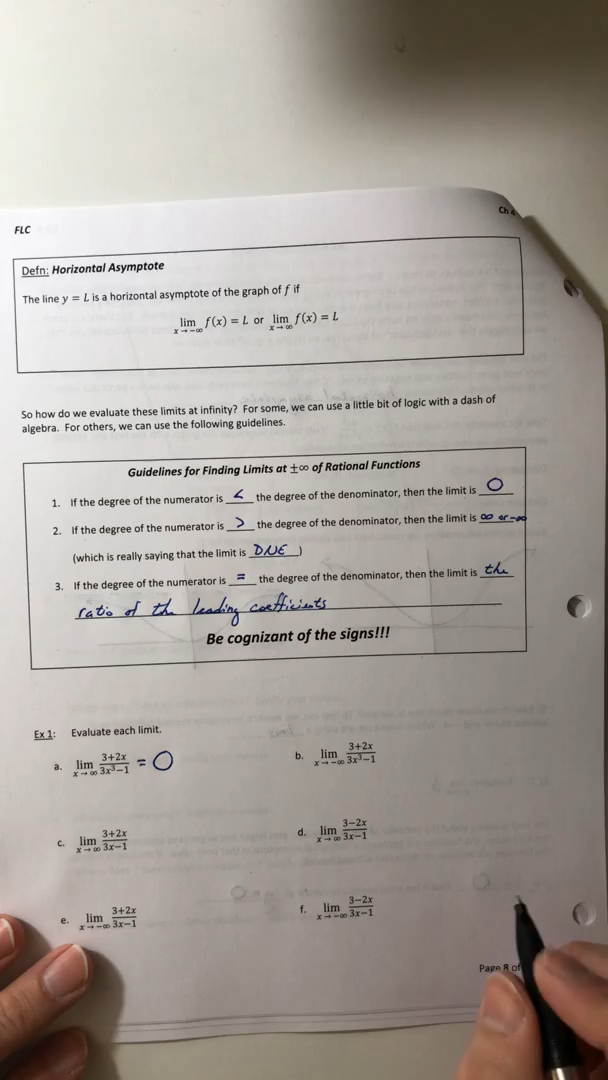 FLC
Ch 4
Defn: Horizontal Asymptote
The line y = L is a horizontal asymptote of the graph of f if
lim x→−∞ f(x) = L or lim x→∞ f(x) = L
So how do we evaluate these limits at infinity? For some, we can use a little bit of logic with a dash of
algebra. For others, we can use the following guidelines.
Guidelines for Finding Limits at ±∞ of Rational Functions
1. If the degree of the numerator is < the degree of the denominator, then the limit is 0
2. If the degree of the numerator is > the degree of the denominator, then the limit is ∞ or −∞
(which is really saying that the limit is DNE)
3. If the degree of the numerator is = the degree of the denominator, then the limit is the
ratio of the leading coefficients
Be cognizant of the signs!!!
Ex 1: Evaluate each limit.
a. lim x→∞ (3+2x)/(3x³−1) = 0
b. lim x→−∞ (3+2x)/(3x³−1)
c. lim x→∞ (3+2x)/(3x−1)
d. lim x→∞ (3−2x)/(3x−1)
e. lim x→−∞ (3+2x)/(3x−1)
f. lim x→−∞ (3−2x)/(3x−1)
Page 8 of